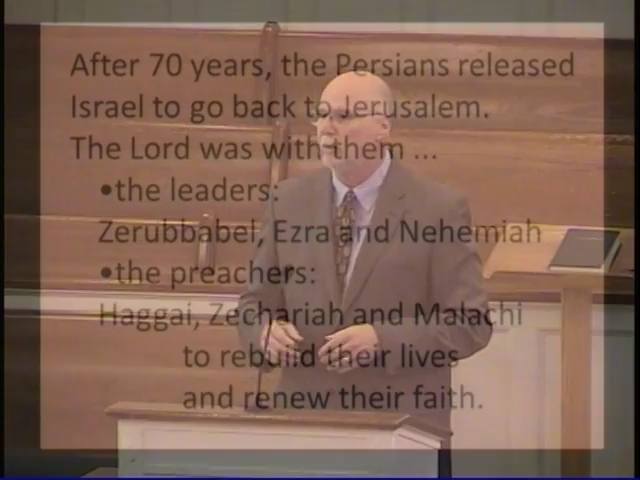 After 70 years, the Persians released
Israel to go back to Jerusalem.
The Lord was with them ...
•the leaders:
Zerubbabel, Ezra and Nehemiah
•the preachers:
Haggai, Zechariah and Malachi
to rebuild their lives
and renew their faith.